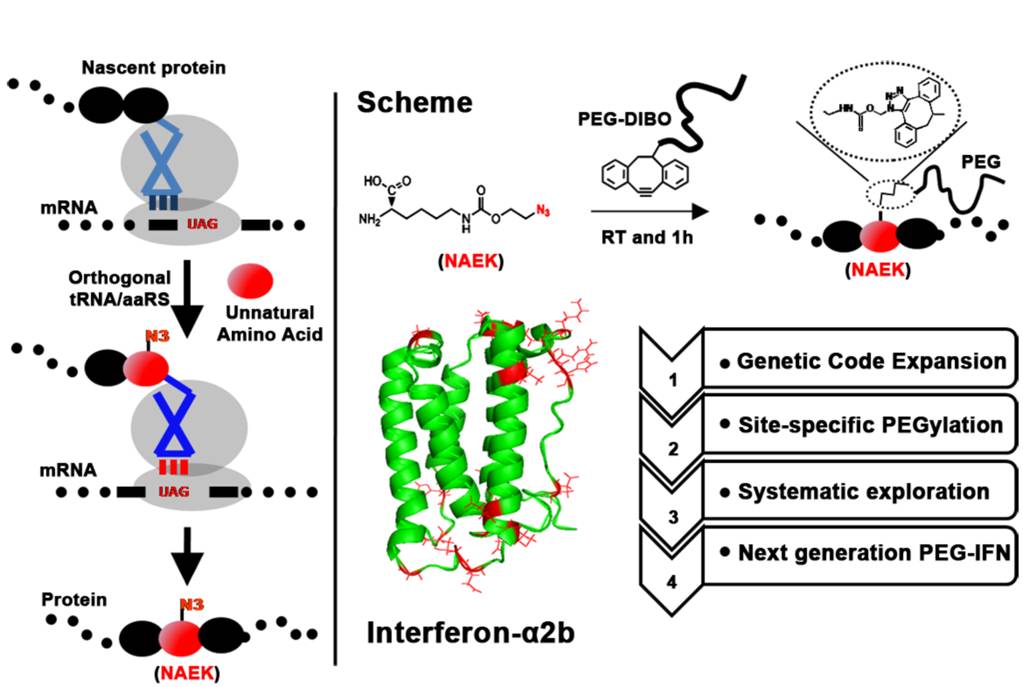 Nascent protein
mRNA
UAG
Orthogonal
tRNA/aaRS
Unnatural
Amino Acid
N3
mRNA
UAG
Protein
N3
(NAEK)
Scheme
HO
O
NH₂
N
H
O
O
N₃
(NAEK)
PEG-DIBO
RT and 1h
HN
O
O
N
N
N
PEG
(NAEK)
Interferon-α2b
1
• Genetic Code Expansion
2
• Site-specific PEGylation
3
• Systematic exploration
4
• Next generation PEG-IFN